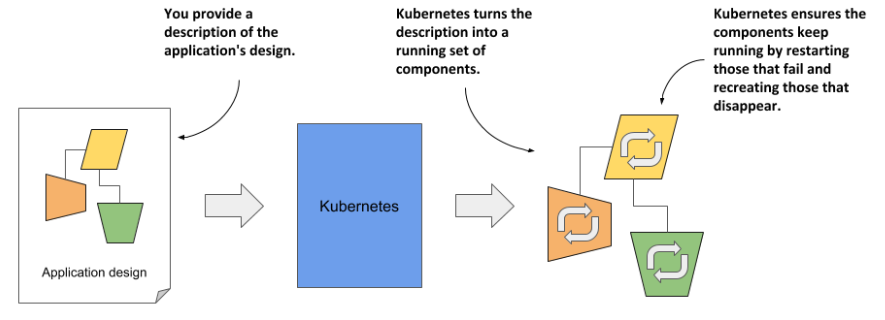 You provide a
description of the
application's design.
Kubernetes turns the
description into a
running set of
components.
Kubernetes ensures the
components keep
running by restarting
those that fail and
recreating those that
disappear.
Application design
Kubernetes